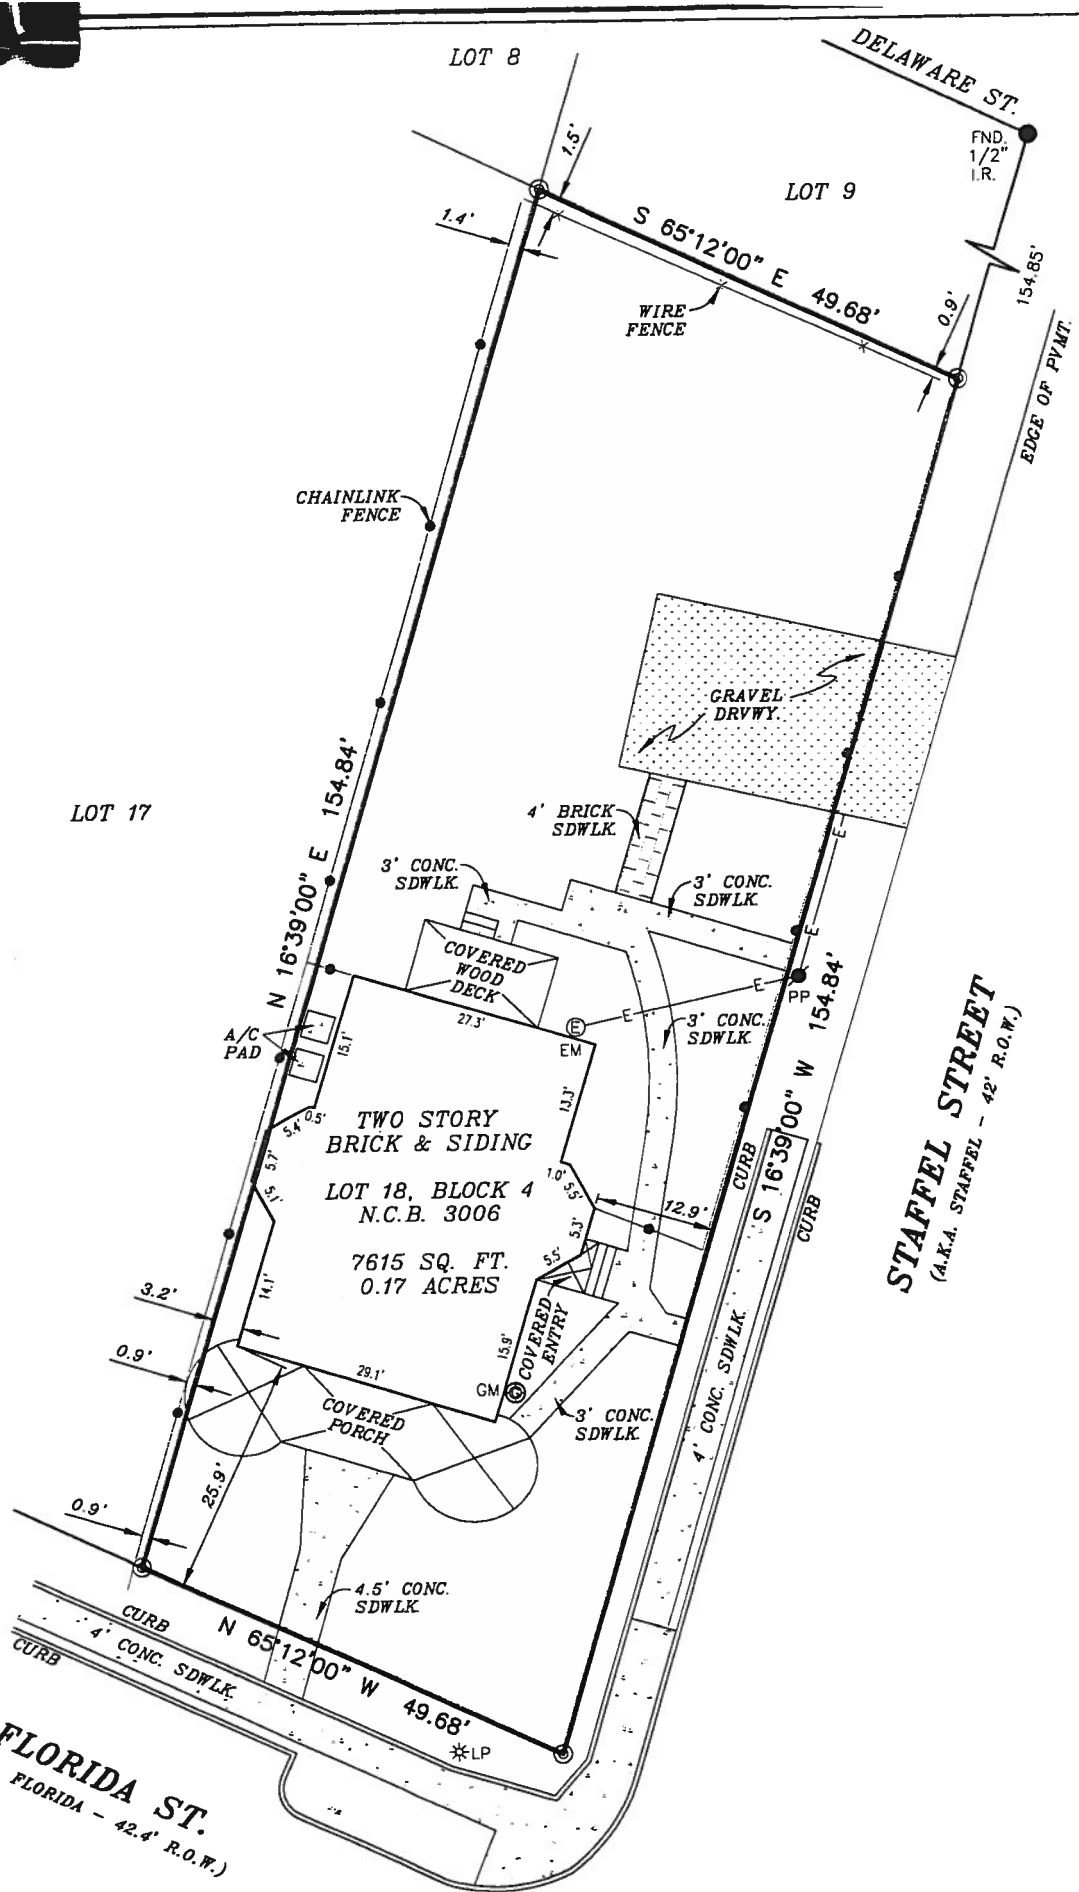 LOT 8
DELAWARE ST.
FND.
1/2"
I.R.
LOT 9
1.5'
1.4'
S 65°12'00" E 49.68'
154.85'
0.9'
WIRE
FENCE
EDGE OF PVMT.
CHAINLINK
FENCE
GRAVEL
DRVWY.
LOT 17
N 16°39'00" E 154.84'
4' BRICK
SDWLK.
3' CONC.
SDWLK.
3' CONC.
SDWLK.
E
E
COVERED
WOOD
DECK
E
E
PP
E
EM
27.3'
3' CONC.
SDWLK.
S 16°39'00" W 154.84'
STAFFEL STREET
(A.K.A. STAFFEL - 42' R.O.W.)
A/C
PAD
15.1'
0.5'
5.4'
5.7'
5.1'
14.1'
13.3'
1.0'
5.5'
5.3'
5.5'
15.9'
29.1'
12.9'
TWO STORY
BRICK & SIDING
LOT 18, BLOCK 4
N.C.B. 3006
7615 SQ. FT.
0.17 ACRES
CURB
CURB
4' CONC. SDWLK.
COVERED
ENTRY
GM
G
3' CONC.
SDWLK.
3.2'
0.9'
COVERED
PORCH
25.9'
0.9'
4.5' CONC.
SDWLK.
CURB
4' CONC. SDWLK.
CURB
N 65°12'00" W 49.68'
LP
FLORIDA ST.
FLORIDA - 42.4' R.O.W.)